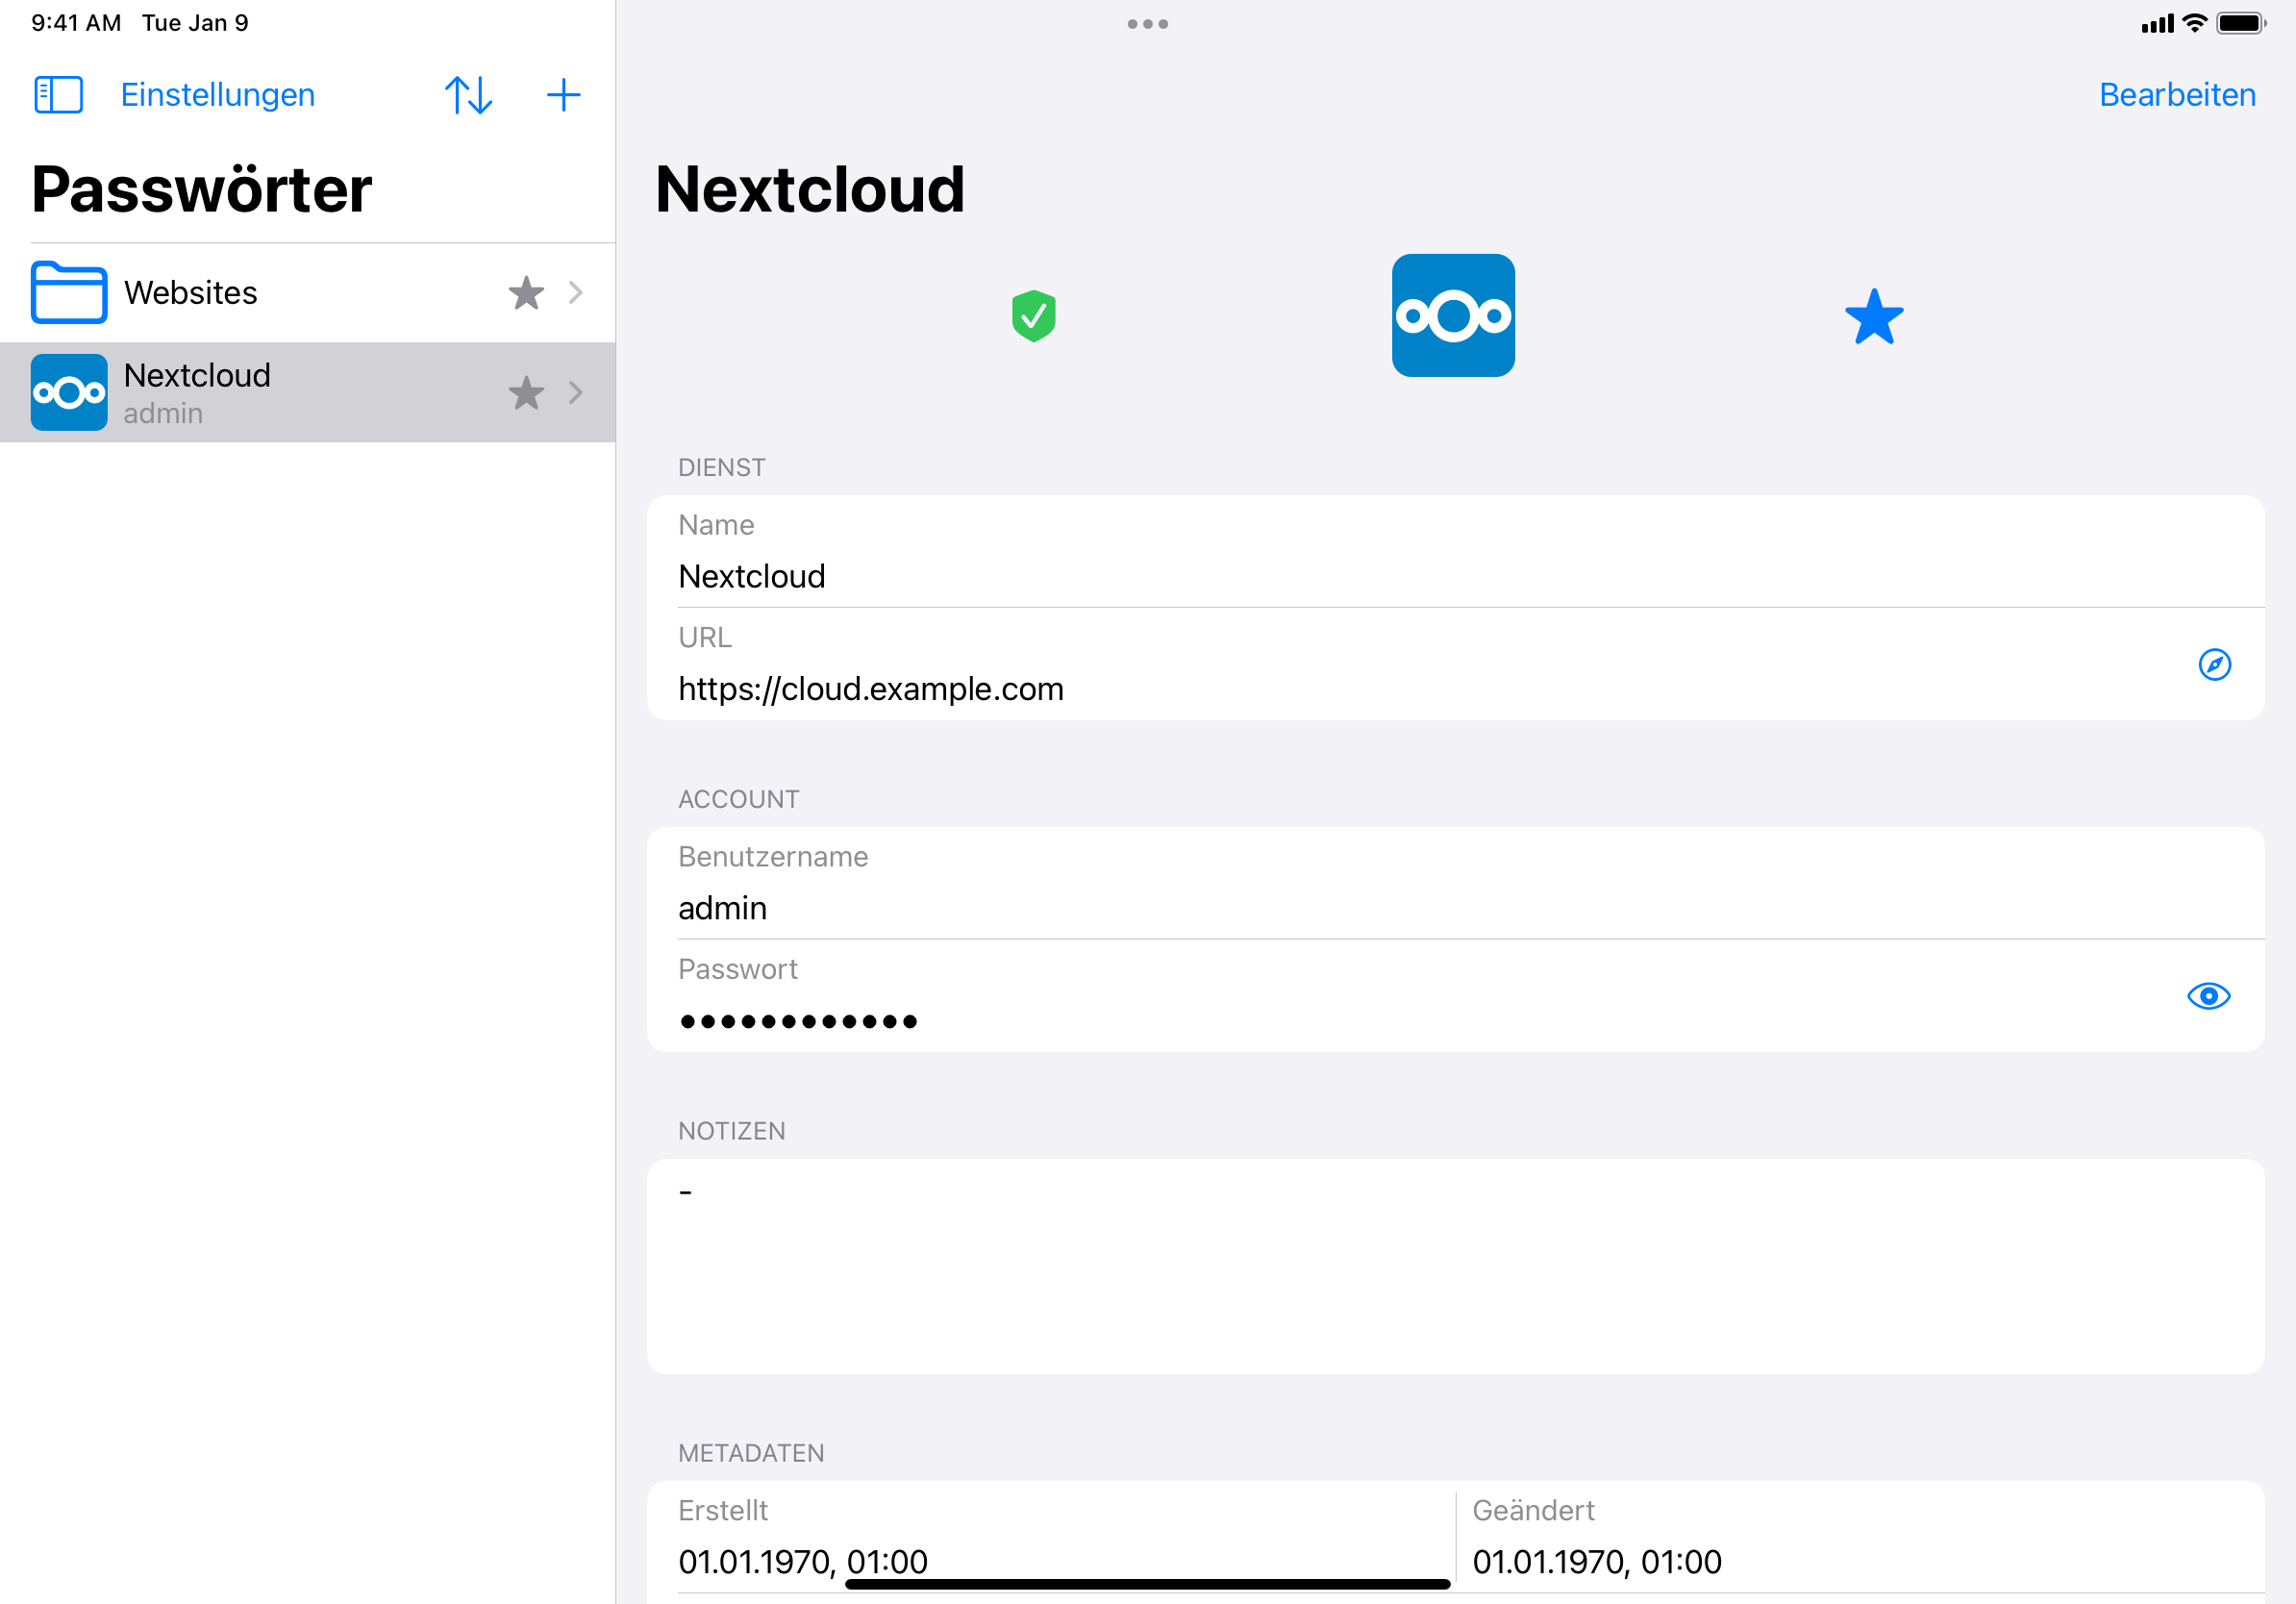 9:41 AM Tue Jan 9
Einstellungen
Passwörter
Websites
Nextcloud
admin
Bearbeiten
Nextcloud
DIENST
Name
Nextcloud
URL
https://cloud.example.com
ACCOUNT
Benutzername
admin
Passwort
••••••••••••
NOTIZEN
-
METADATEN
Erstellt
01.01.1970, 01:00
Geändert
01.01.1970, 01:00